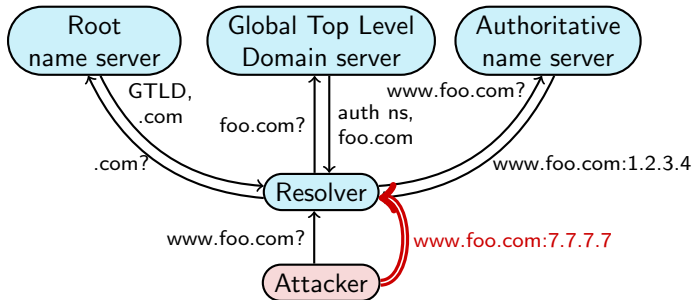 Root
name server
Global Top Level
Domain server
Authoritative
name server
GTLD,
.com
.com?
foo.com?
auth ns,
foo.com
www.foo.com?
www.foo.com:1.2.3.4
Resolver
www.foo.com?
www.foo.com:7.7.7.7
Attacker